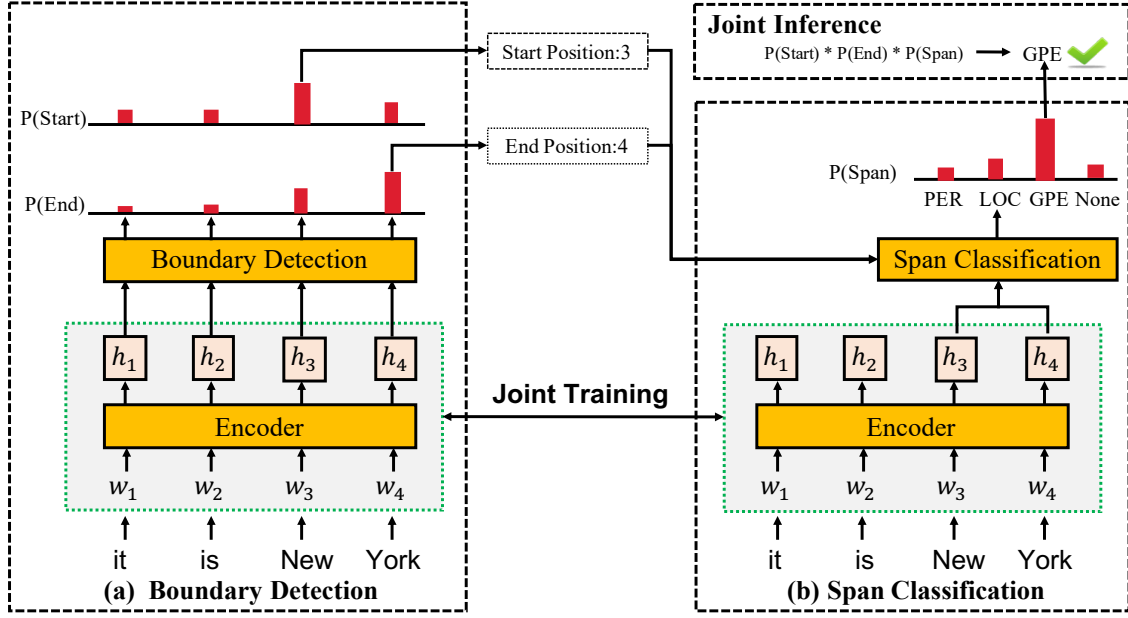 Joint Inference
P(Start) * P(End) * P(Span) GPE
Start Position:3
P(Start)
End Position:4
P(End)
P(Span)
PER LOC GPE None
Boundary Detection
Span Classification
h₁ h₂ h₃ h₄
h₁ h₂ h₃ h₄
Joint Training
Encoder
Encoder
w₁ w₂ w₃ w₄
w₁ w₂ w₃ w₄
it is New York
it is New York
(a) Boundary Detection
(b) Span Classification